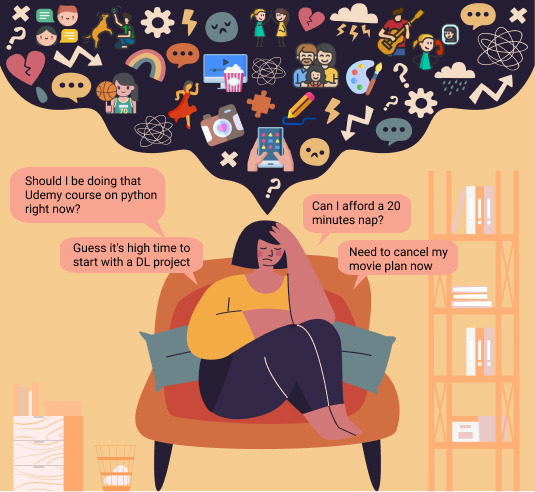 Should I be doing that
Udemy course on python
right now?
Guess it's high time to
start with a DL project
Can I afford a 20
minutes nap?
Need to cancel my
movie plan now